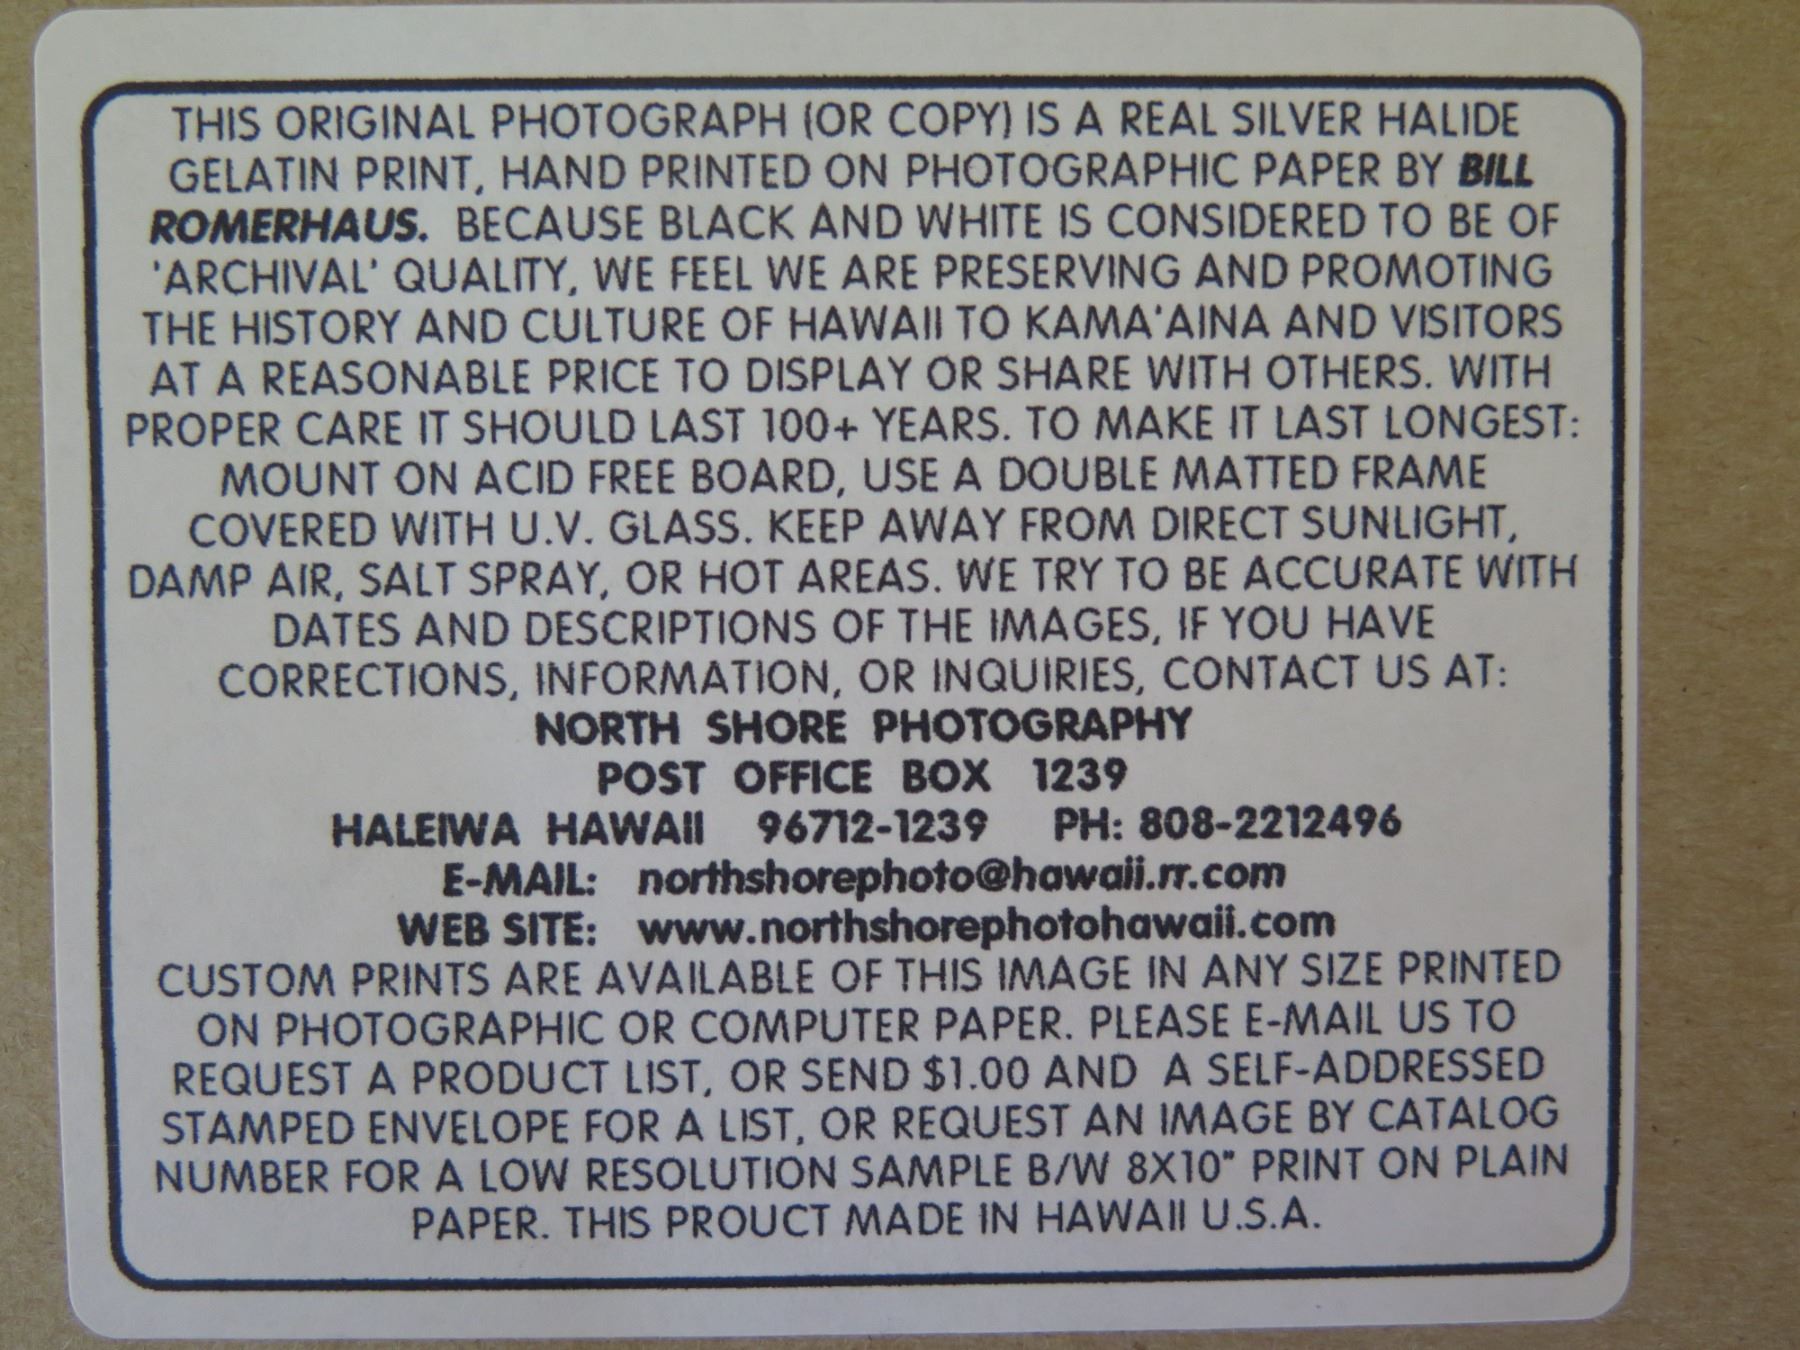 THIS ORIGINAL PHOTOGRAPH (OR COPY) IS A REAL SILVER HALIDE
GELATIN PRINT, HAND PRINTED ON PHOTOGRAPHIC PAPER BY BILL
ROMERHAUS. BECAUSE BLACK AND WHITE IS CONSIDERED TO BE OF
'ARCHIVAL' QUALITY, WE FEEL WE ARE PRESERVING AND PROMOTING
THE HISTORY AND CULTURE OF HAWAII TO KAMA'AINA AND VISITORS
AT A REASONABLE PRICE TO DISPLAY OR SHARE WITH OTHERS. WITH
PROPER CARE IT SHOULD LAST 100+ YEARS. TO MAKE IT LAST LONGEST:
MOUNT ON ACID FREE BOARD, USE A DOUBLE MATTED FRAME
COVERED WITH U.V. GLASS. KEEP AWAY FROM DIRECT SUNLIGHT,
DAMP AIR, SALT SPRAY, OR HOT AREAS. WE TRY TO BE ACCURATE WITH
DATES AND DESCRIPTIONS OF THE IMAGES, IF YOU HAVE
CORRECTIONS, INFORMATION, OR INQUIRIES, CONTACT US AT:
NORTH SHORE PHOTOGRAPHY
POST OFFICE BOX 1239
HALEIWA HAWAII 96712-1239 PH: 808-2212496
E-MAIL: northshorephoto@hawaii.rr.com
WEB SITE: www.northshorephotohawaii.com
CUSTOM PRINTS ARE AVAILABLE OF THIS IMAGE IN ANY SIZE PRINTED
ON PHOTOGRAPHIC OR COMPUTER PAPER. PLEASE E-MAIL US TO
REQUEST A PRODUCT LIST, OR SEND $1.00 AND A SELF-ADDRESSED
STAMPED ENVELOPE FOR A LIST, OR REQUEST AN IMAGE BY CATALOG
NUMBER FOR A LOW RESOLUTION SAMPLE B/W 8X10" PRINT ON PLAIN
PAPER. THIS PROUCT MADE IN HAWAII U.S.A.